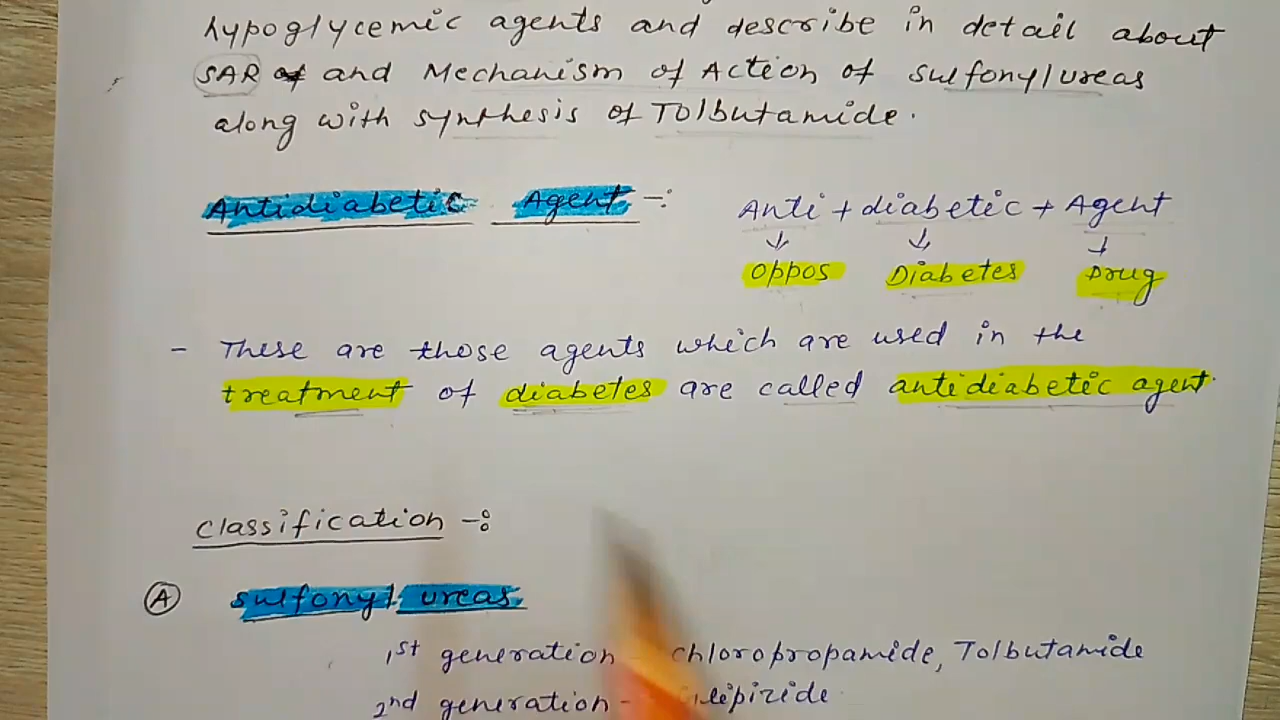 hypoglycemic agents and describe in detail about
SAR of and Mechanism of Action of sulfonylureas
along with synthesis of Tolbutamide.
Antidiabetic Agent -:
Anti + diabetic + Agent
Oppos Diabetes Drug
- These are those agents which are used in the
treatment of diabetes are called antidiabetic agent.
Classification -:
A sulfonyl ureas
1st generation - chloropropamide, Tolbutamide
2nd generation -